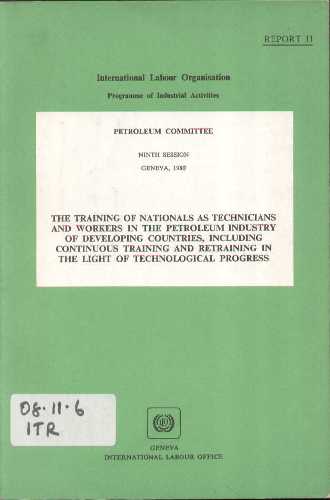 REPORT II
International Labour Organisation
Programme of Industrial Activities
PETROLEUM COMMITTEE
NINTH SESSION
GENEVA, 1980
THE TRAINING OF NATIONALS AS TECHNICIANS
AND WORKERS IN THE PETROLEUM INDUSTRY
OF DEVELOPING COUNTRIES, INCLUDING
CONTINUOUS TRAINING AND RETRAINING IN
THE LIGHT OF TECHNOLOGICAL PROGRESS
08·11·6
ITR
GENEVA
INTERNATIONAL LABOUR OFFICE